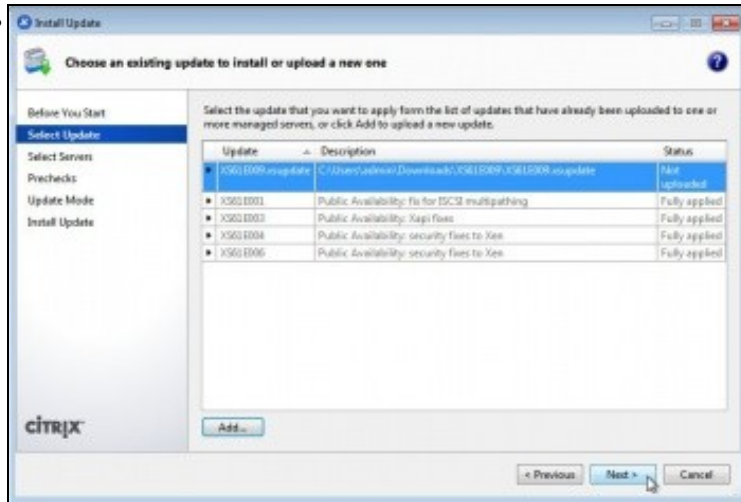 Install Update
Choose an existing update to install or upload a new one
Before You Start
Select Update
Select Servers
Prechecks
Update Mode
Install Update
Select the update that you want to apply form the list of updates that have already been uploaded to one or
more managed servers, or click Add to upload a new update.
Update Description Status
XS61E009.xsupdate C:\Users\admin\Downloads\XS61E009\XS61E009.xsupdate Not
uploaded
XS61E001 Public Availability: fix for ISCSI multipathing Fully applied
XS61E003 Public Availability: Xapi fixes Fully applied
XS61E004 Public Availability: security fixes to Xen Fully applied
XS61E006 Public Availability: security fixes to Xen Fully applied
CITRIX
Add...
< Previous Next > Cancel